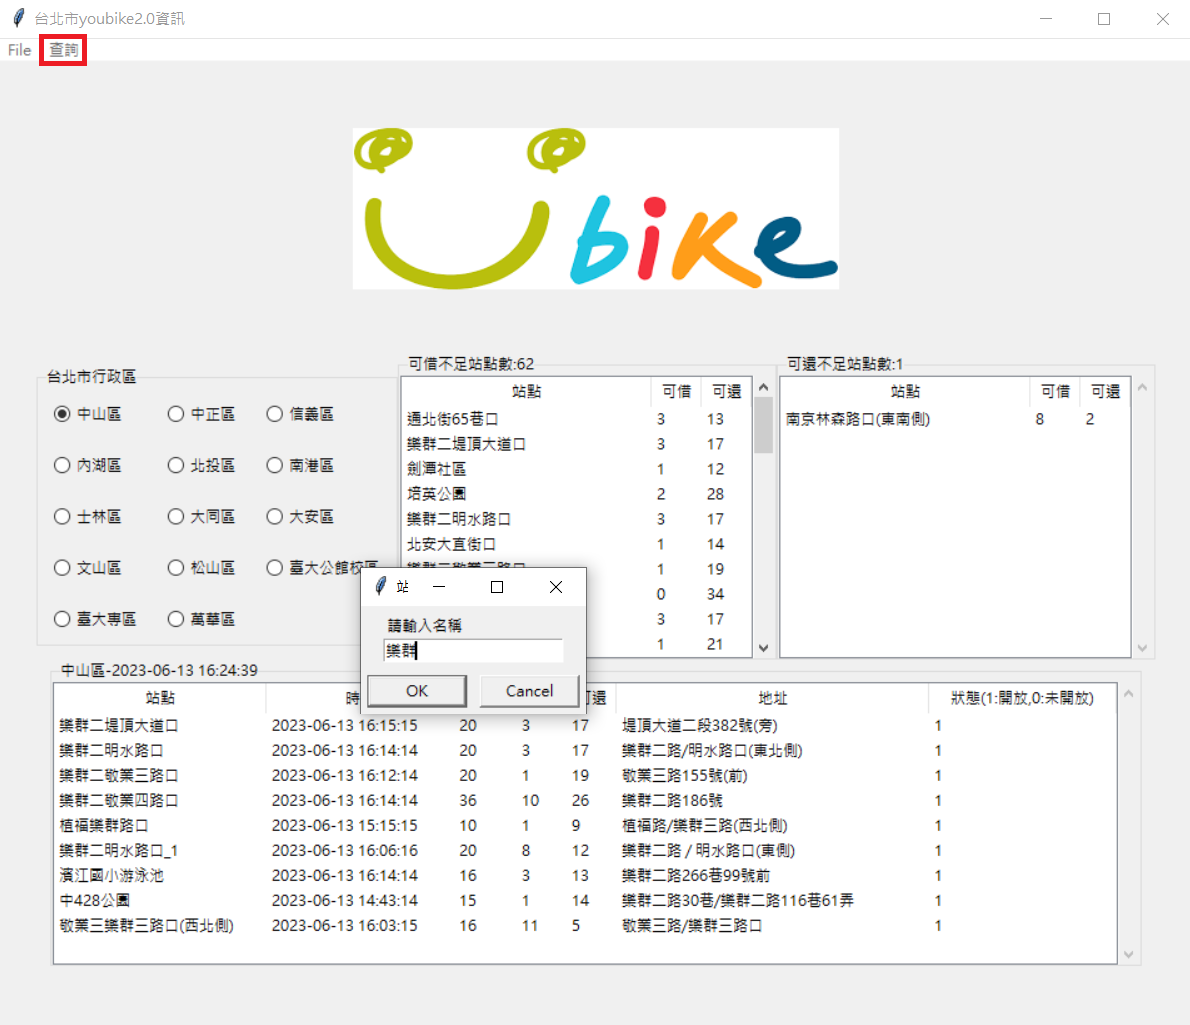 台北市youbike2.0資訊
File 查詢
bike
台北市行政區
中山區 中正區 信義區
內湖區 北投區 南港區
士林區 大同區 大安區
文山區 松山區 臺大公館校區
臺大專區 萬華區
可借不足站點數:62
站點 可借 可還
通北街65巷口 3 13
樂群二堤頂大道口 3 17
劍潭社區 1 12
培英公園 2 28
樂群二明水路口 3 17
北安大直街口 1 14
樂群二敬業三路口 1 19
0 34
3 17
1 21
可還不足站點數:1
站點 可借 可還
南京林森路口(東南側) 8 2
站
請輸入名稱
樂群
OK Cancel
中山區-2023-06-13 16:24:39
站點 時 可還 地址 狀態(1:開放,0:未開放)
樂群二堤頂大道口 2023-06-13 16:15:15 20 3 17 堤頂大道二段382號(旁) 1
樂群二明水路口 2023-06-13 16:14:14 20 3 17 樂群二路/明水路口(東北側) 1
樂群二敬業三路口 2023-06-13 16:12:14 20 1 19 敬業三路155號(前) 1
樂群二敬業四路口 2023-06-13 16:14:14 36 10 26 樂群二路186號 1
植福樂群路口 2023-06-13 15:15:15 10 1 9 植福路/樂群三路(西北側) 1
樂群二明水路口_1 2023-06-13 16:06:16 20 8 12 樂群二路 / 明水路口(東側) 1
濱江國小游泳池 2023-06-13 16:14:14 16 3 13 樂群二路266巷99號前 1
中428公園 2023-06-13 14:43:14 15 1 14 樂群二路30巷/樂群二路116巷61弄 1
敬業三樂群三路口(西北側) 2023-06-13 16:03:15 16 11 5 敬業三路/樂群三路口 1